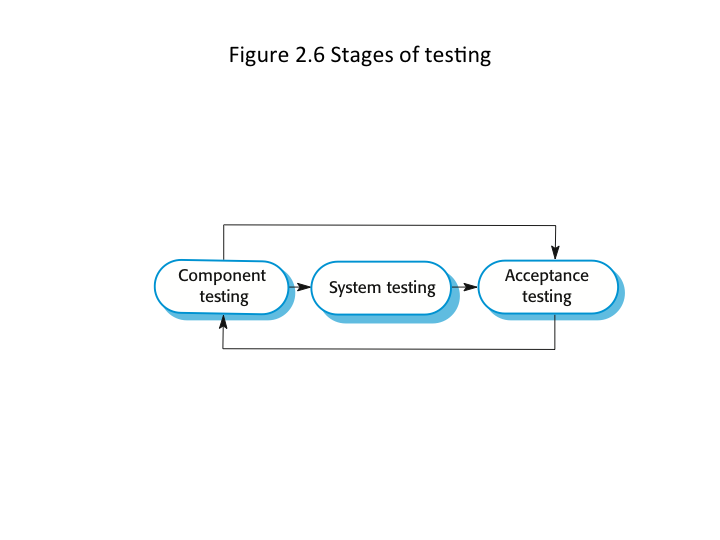 Figure 2.6 Stages of testing
Component
testing
System testing
Acceptance
testing